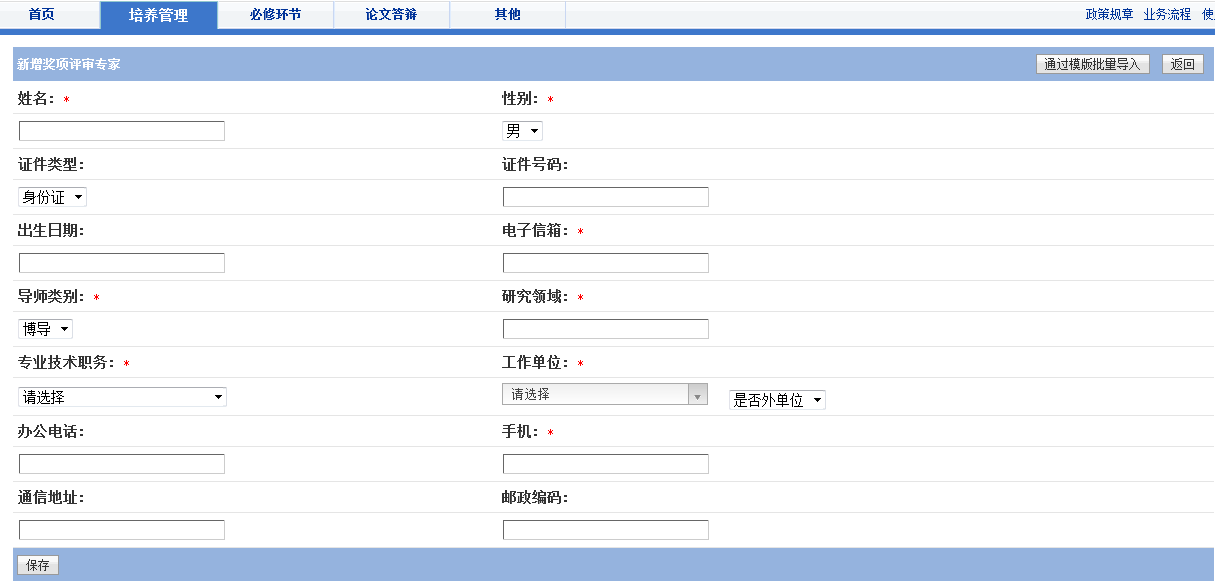 首页 培养管理 必修环节 论文答辩 其他 政策规章 业务流程 使
新增奖项评审专家 通过模版批量导入 返回
姓名: * 性别: *
男
证件类型: 证件号码:
身份证
出生日期: 电子信箱: *
导师类别: * 研究领域: *
博导
专业技术职务: * 工作单位: *
请选择 请选择 是否外单位
办公电话: 手机: *
通信地址: 邮政编码:
保存